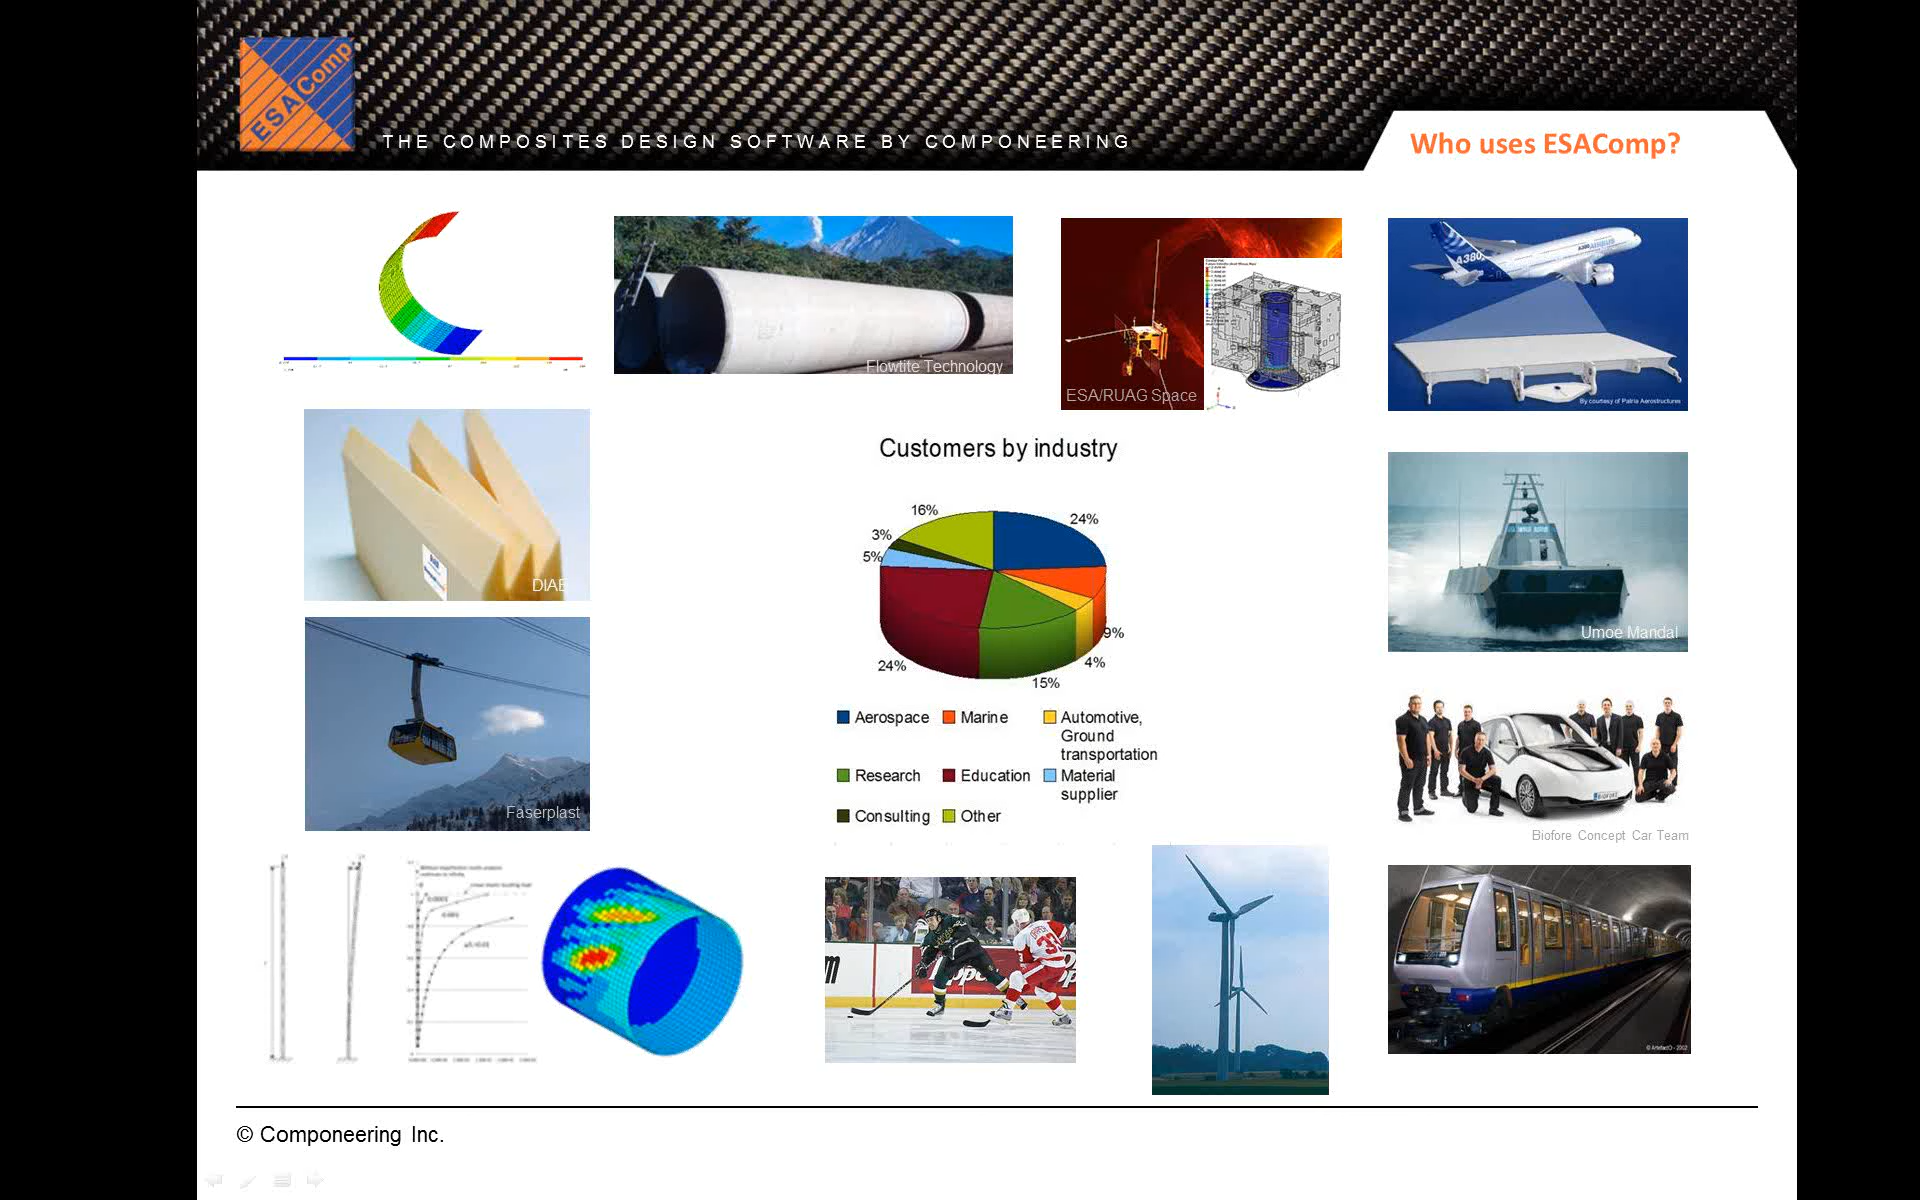 ESAComp
THE COMPOSITES DESIGN SOFTWARE BY COMPONEERING
Who uses ESAComp?
Flowtite Technology
ESA/RUAG Space
A380
AIRBUS
By courtesy of Patria Aerostructures
DIAB
Customers by industry
16%
24%
3%
5%
9%
24%
4%
15%
Aerospace
Marine
Automotive,
Ground
transportation
Research
Education
Material
supplier
Consulting
Other
Umoe Mandal
Faserplast
Biofore Concept Car Team
© Componeering Inc.